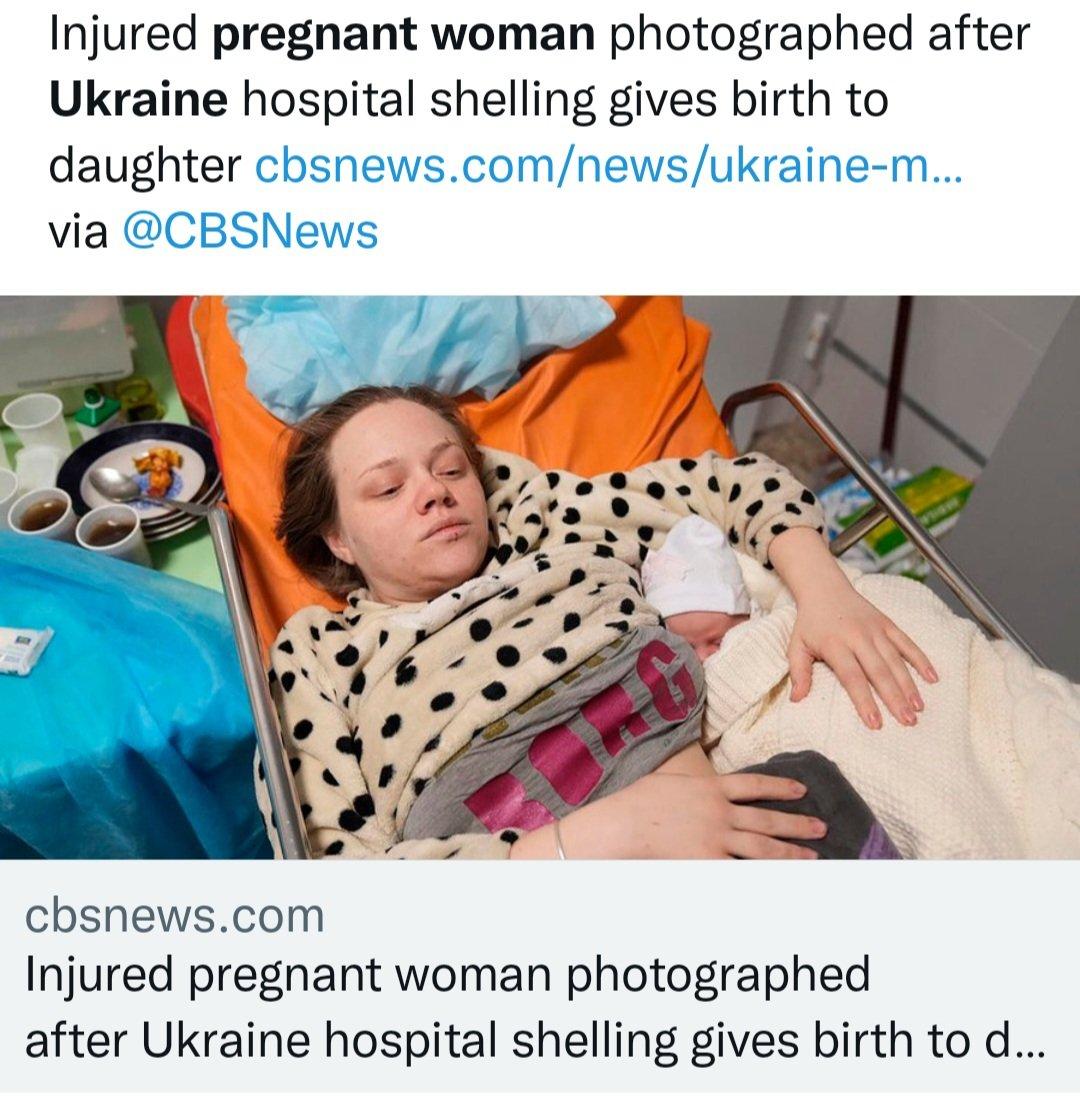 Injured pregnant woman photographed after
Ukraine hospital shelling gives birth to
daughter cbsnews.com/news/ukraine-m...
via @CBSNews
cbsnews.com
Injured pregnant woman photographed
after Ukraine hospital shelling gives birth to d...